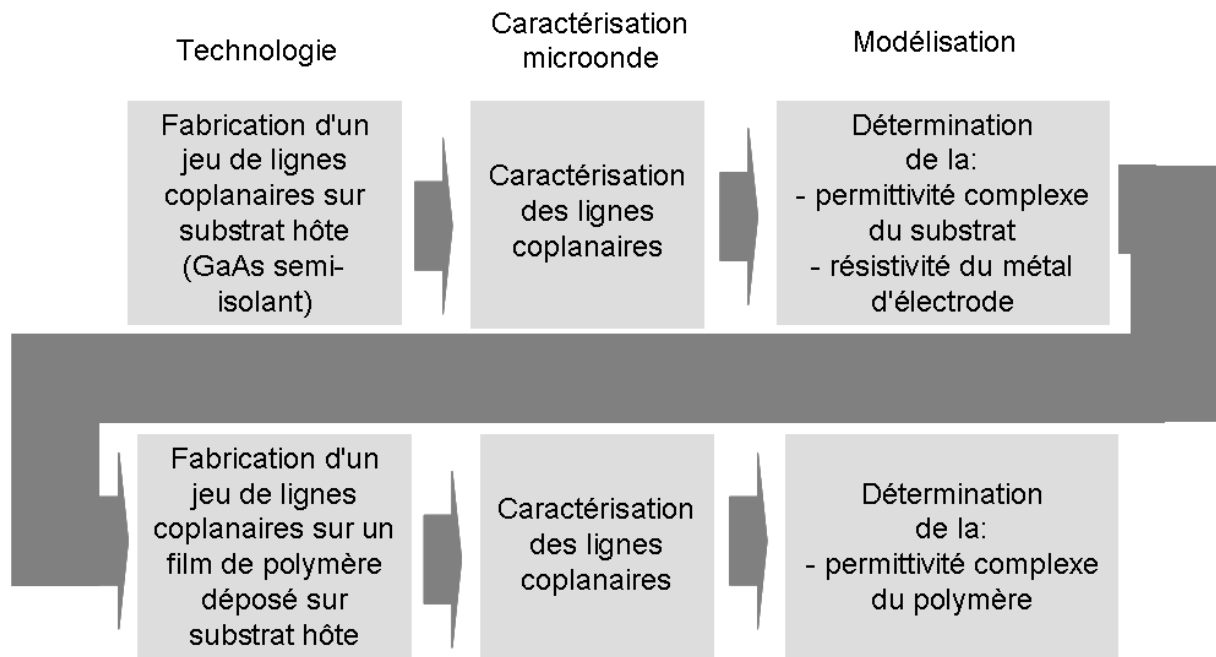 Technologie
Caractérisation
microonde
Modélisation
Fabrication d'un
jeu de lignes
coplanaires sur
substrat hôte
(GaAs semi-
isolant)
Caractérisation
des lignes
coplanaires
Détermination
de la:
- permittivité complexe
du substrat
- résistivité du métal
d'électrode
Fabrication d'un
jeu de lignes
coplanaires sur un
film de polymère
déposé sur
substrat hôte
Caractérisation
des lignes
coplanaires
Détermination
de la:
- permittivité complexe
du polymère